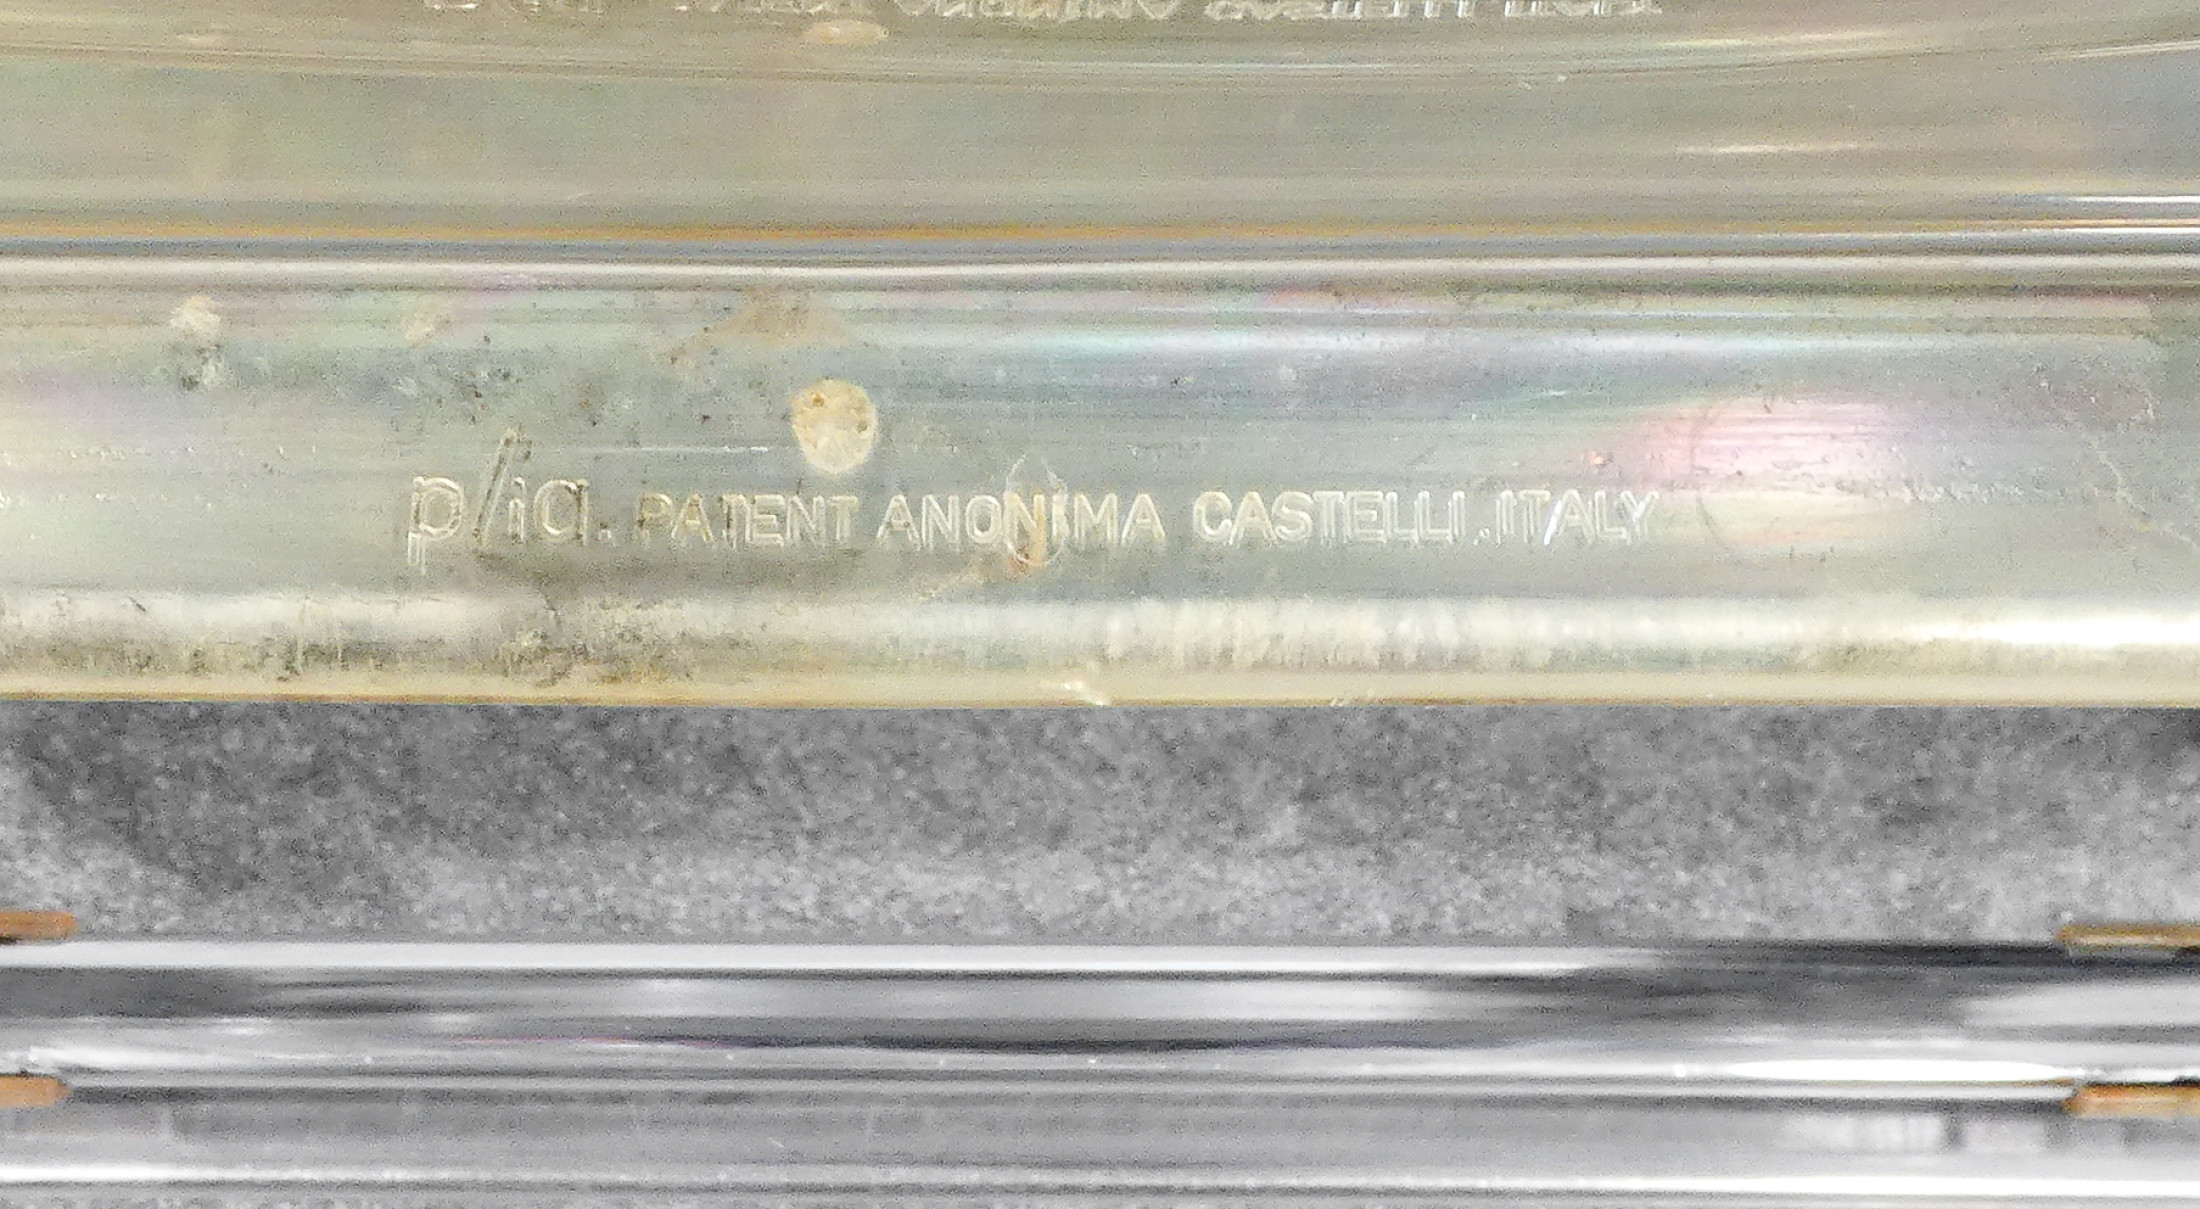 p/ia. PATENT ANONIMA CASTELLI. ITALY